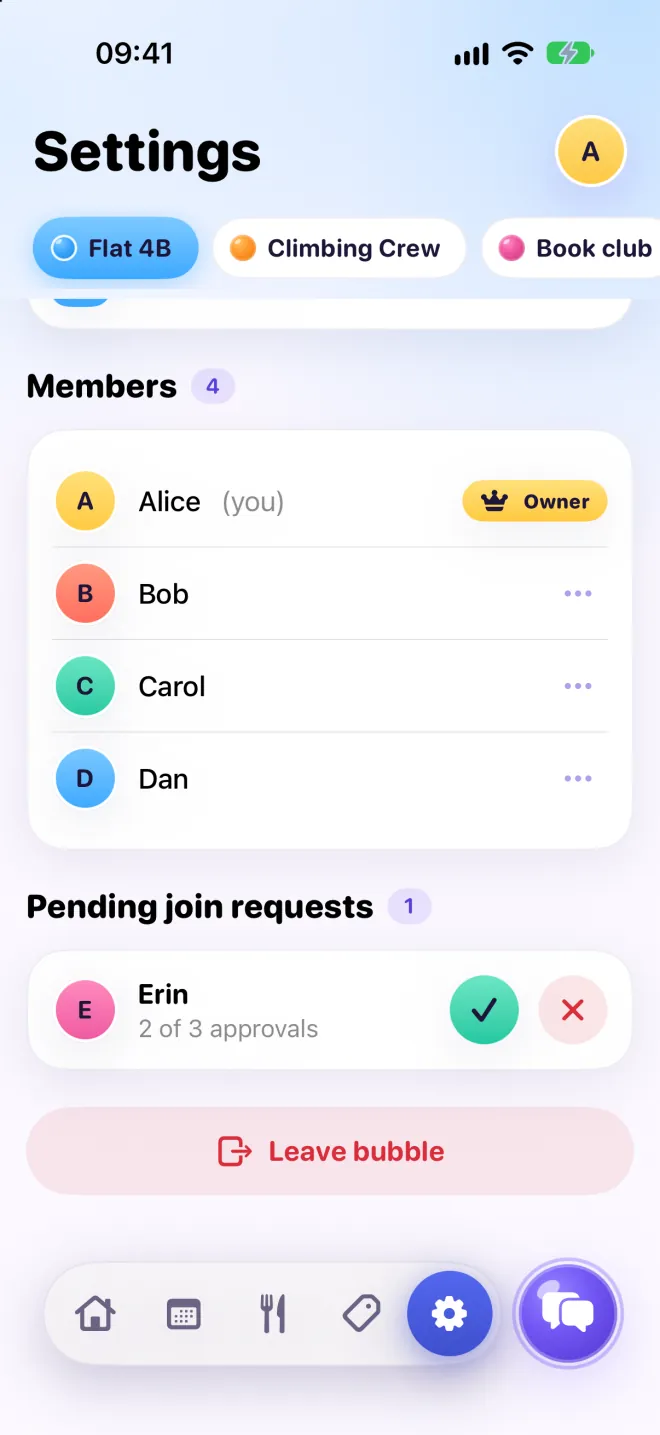 09:41
Settings
A
Flat 4B
Climbing Crew
Book club
Members 4
A Alice (you) Owner
B Bob
C Carol
D Dan
Pending join requests 1
E Erin
2 of 3 approvals
Leave bubble